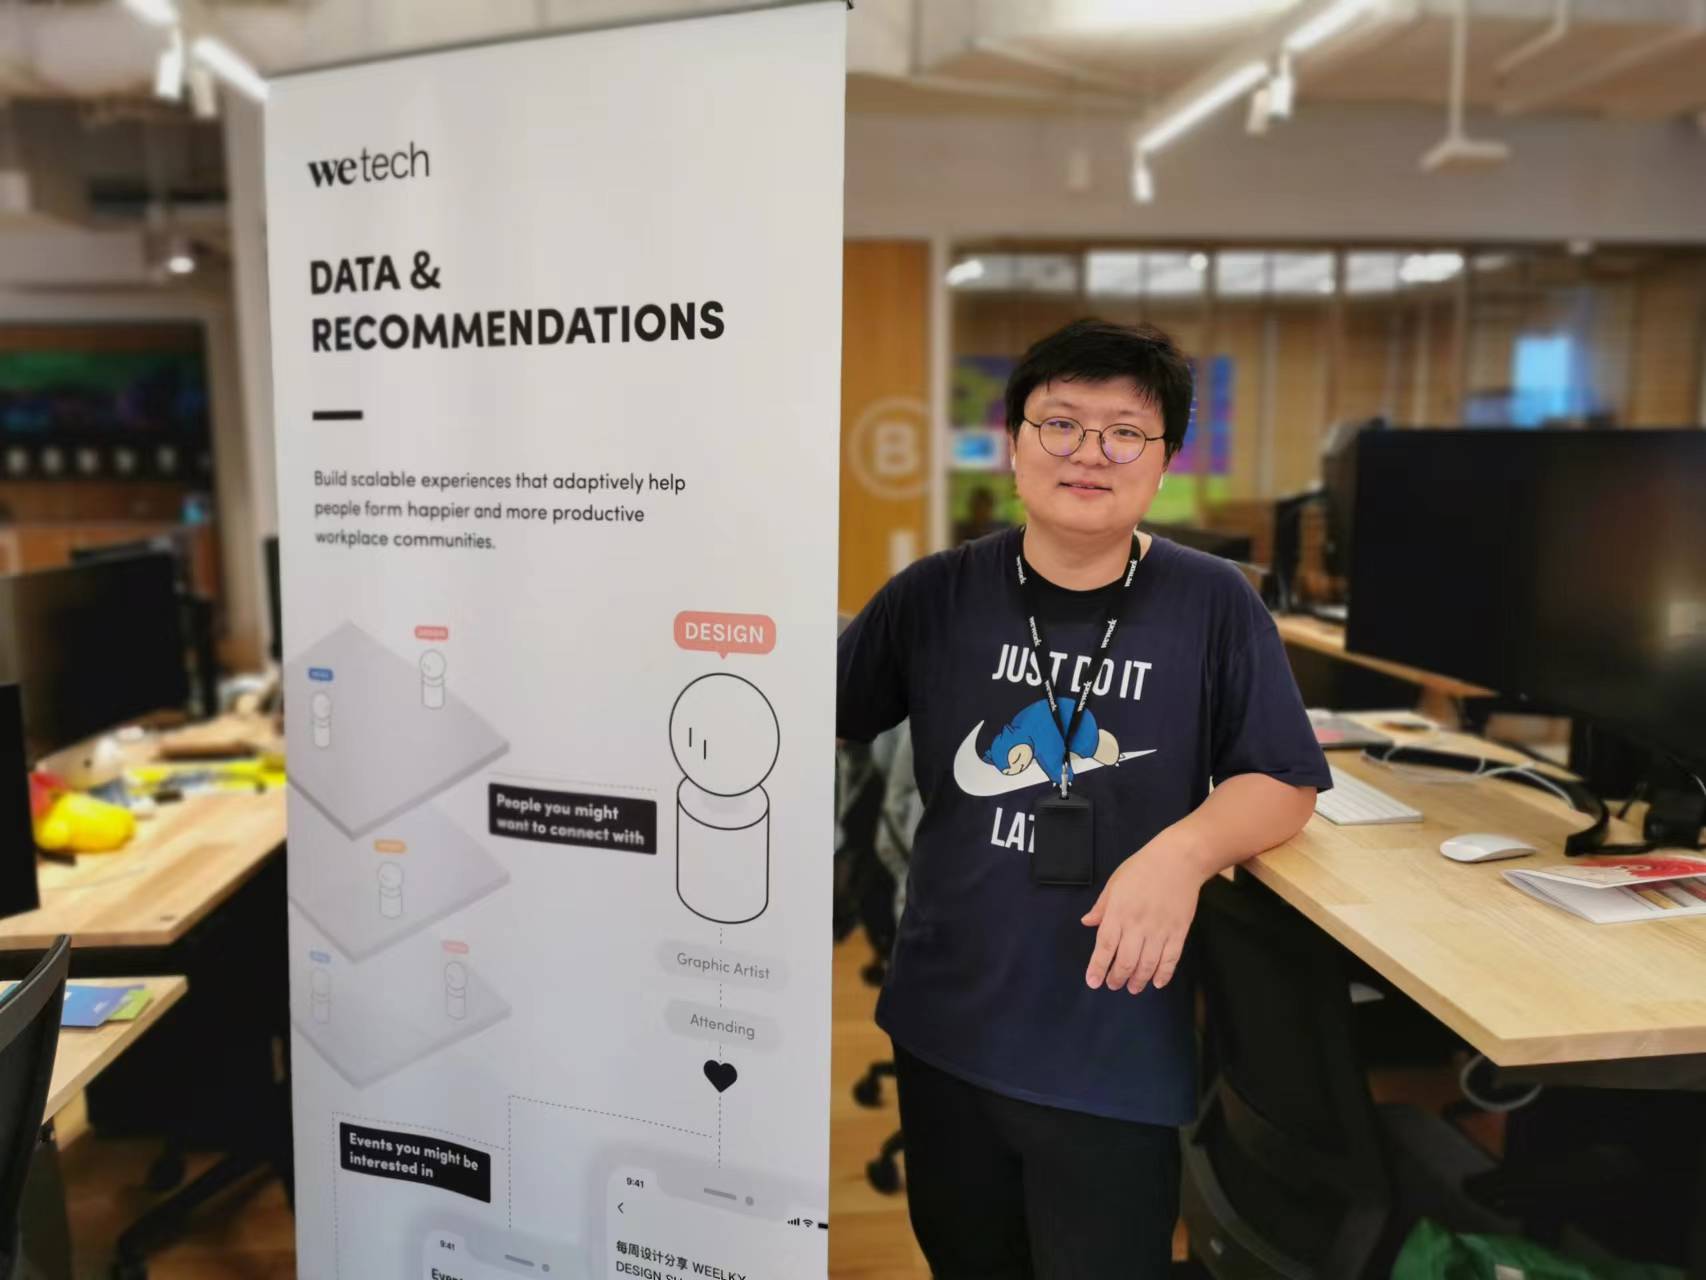 wetech
DATA &
RECOMMENDATIONS
Build scalable experiences that adaptively help
people form happier and more productive
workplace communities.
DESIGN
People you might
want to connect with
Graphic Artist
Attending
Events you might be
interested in
9:41
9:41
每周设计分享 WEELKY
DESIGN
JUST DO IT
B